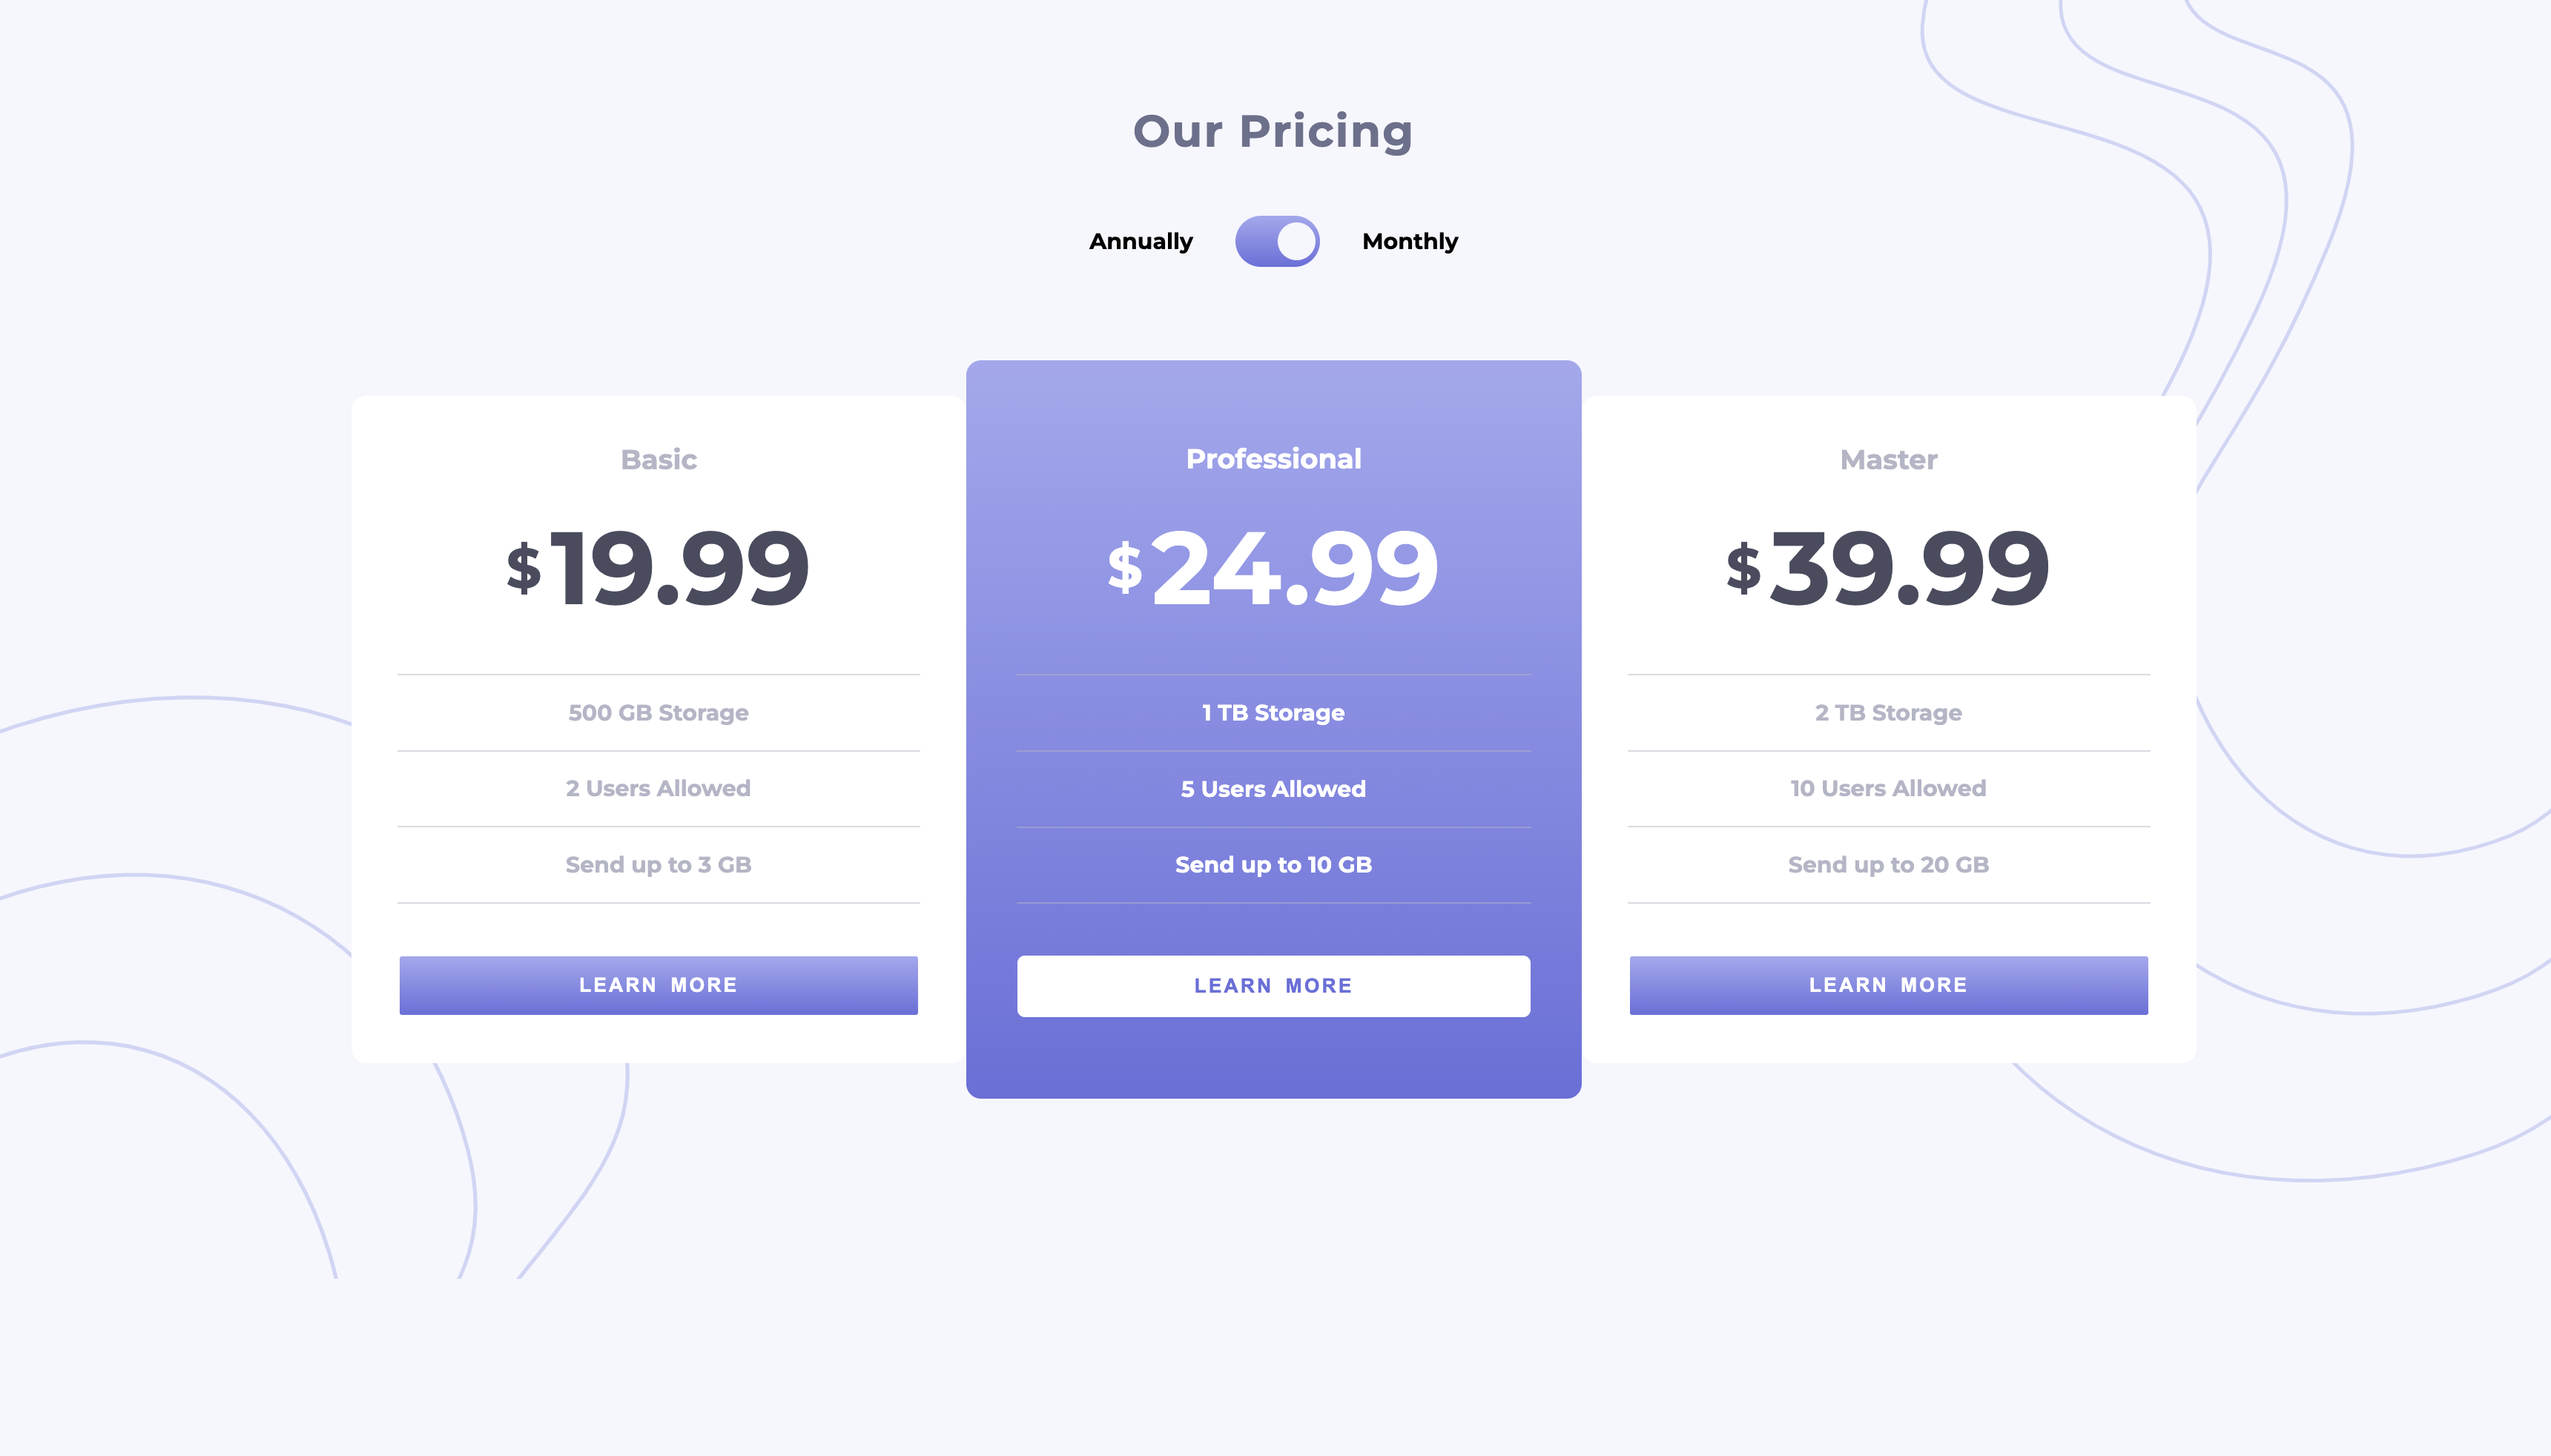 Our Pricing
Annually Monthly
Basic
$19.99
500 GB Storage
2 Users Allowed
Send up to 3 GB
LEARN MORE
Professional
$24.99
1 TB Storage
5 Users Allowed
Send up to 10 GB
LEARN MORE
Master
$39.99
2 TB Storage
10 Users Allowed
Send up to 20 GB
LEARN MORE